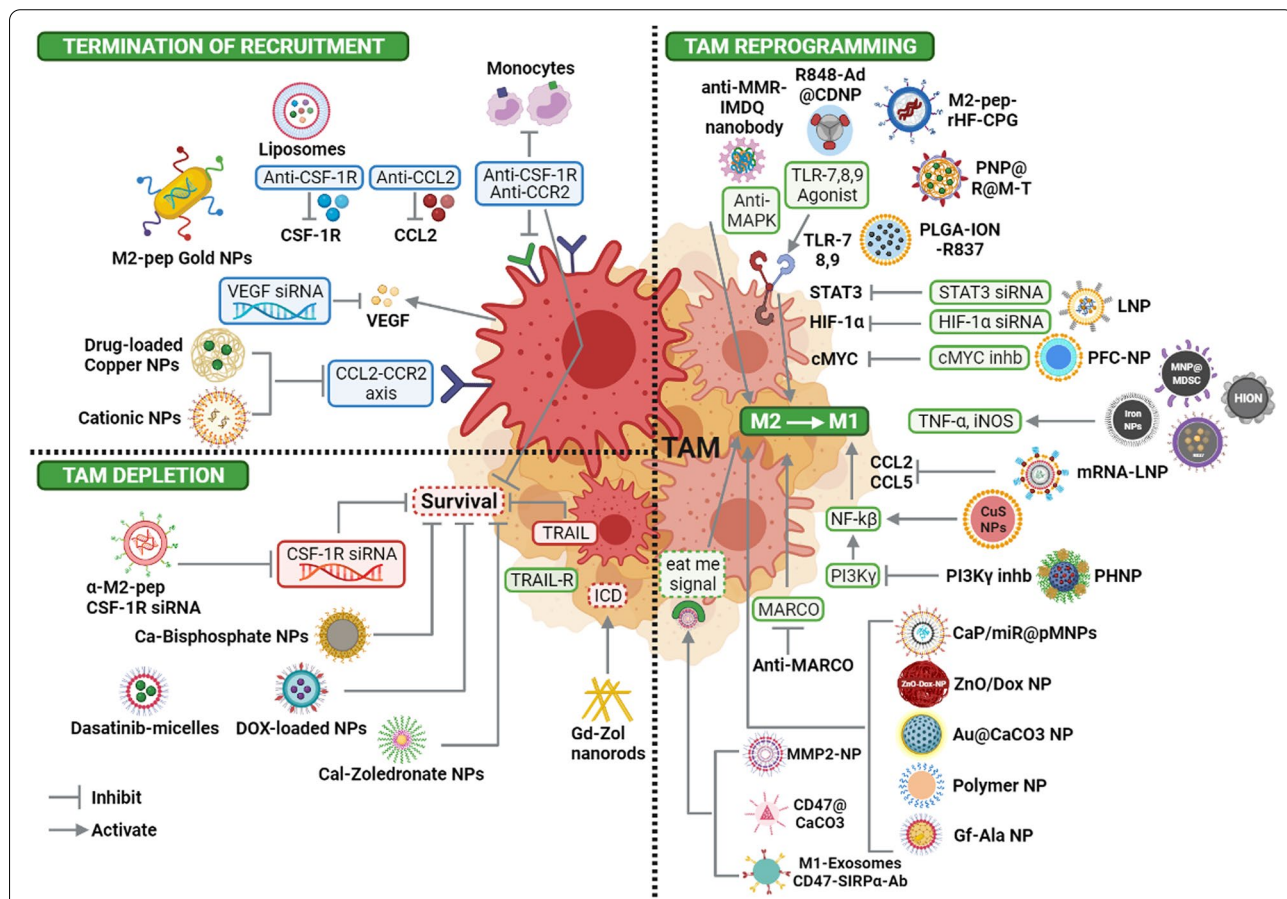 TERMINATION OF RECRUITMENT
Monocytes
Liposomes
Anti-CSF-1R
Anti-CCL2
Anti-CSF-1R
Anti-CCR2
CSF-1R
CCL2
M2-pep Gold NPs
VEGF siRNA
VEGF
Drug-loaded
Copper NPs
CCL2-CCR2
axis
Cationic NPs
TAM DEPLETION
Survival
TRAIL
CSF-1R siRNA
α-M2-pep
CSF-1R siRNA
TRAIL-R
ICD
Ca-Bisphosphate NPs
Dasatinib-micelles
DOX-loaded NPs
Gd-Zol
nanorods
Cal-Zoledronate NPs
Inhibit
Activate
TAM
TAM REPROGRAMMING
anti-MMR-
IMDQ
nanobody
R848-Ad
@CDNP
M2-pep-
rHF-CPG
Anti-
MAPK
TLR-7,8,9
Agonist
PNP@
R@M-T
TLR-7
8,9
PLGA-ION
-R837
STAT3
STAT3 siRNA
LNP
HIF-1α
HIF-1α siRNA
cMYC
cMYC inhb
PFC-NP
MNP@
MDSC
HION
M2 M1
TNF-α, iNOS
Iron
NPs
CCL2
CCL5
mRNA-LNP
NF-kβ
CuS
NPs
eat me
signal
PI3Kγ
PI3Kγ inhb
PHNP
MARCO
Anti-MARCO
CaP/miR@pMNPs
ZnO-Dox-NP
ZnO/Dox NP
Au@CaCO3 NP
MMP2-NP
Polymer NP
CD47@
CaCO3
Gf-Ala NP
M1-Exosomes
CD47-SIRPα-Ab